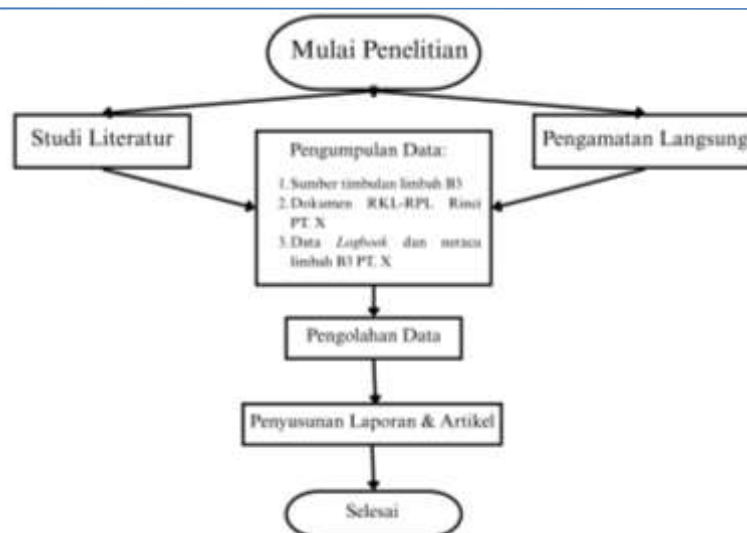 Mulai Penelitian
Studi Literatur
Pengamatan Langsung
Pengumpulan Data:
1. Sumber timbulan limbah B3
2. Dokumen RKL-RPL Rinci
PT. X
3. Data Logbook dan neraca
limbah B3 PT. X
Pengolahan Data
Penyusunan Laporan & Artikel
Selesai